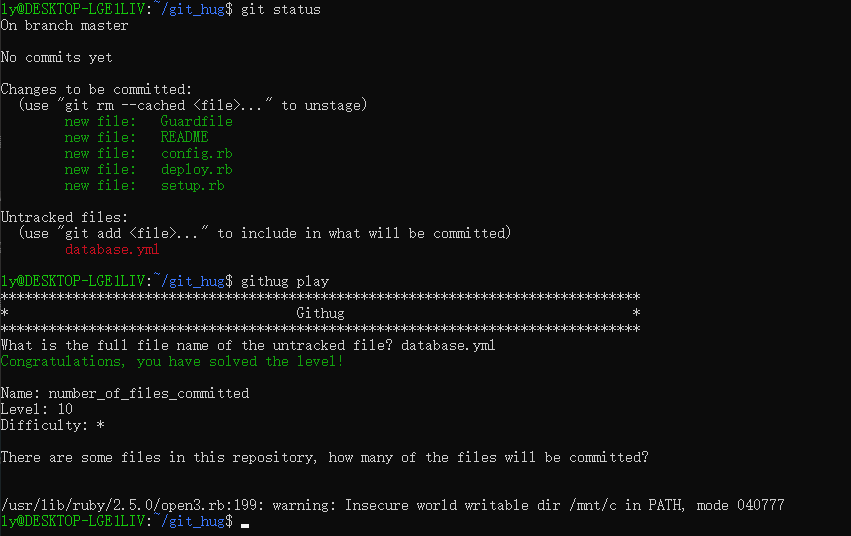 ly@DESKTOP-LGE1LIV:~/git_hug$ git status
On branch master
No commits yet
Changes to be committed:
(use "git rm --cached <file>..." to unstage)
new file: Guardfile
new file: README
new file: config.rb
new file: deploy.rb
new file: setup.rb
Untracked files:
(use "git add <file>..." to include in what will be committed)
database.yml
ly@DESKTOP-LGE1LIV:~/git_hug$ githug play
********************************************************************************
* Githug *
********************************************************************************
What is the full file name of the untracked file? database.yml
Congratulations, you have solved the level!
Name: number_of_files_committed
Level: 10
Difficulty: *
There are some files in this repository, how many of the files will be committed?
/usr/lib/ruby/2.5.0/open3.rb:199: warning: Insecure world writable dir /mnt/c in PATH, mode 040777
ly@DESKTOP-LGE1LIV:~/git_hug$